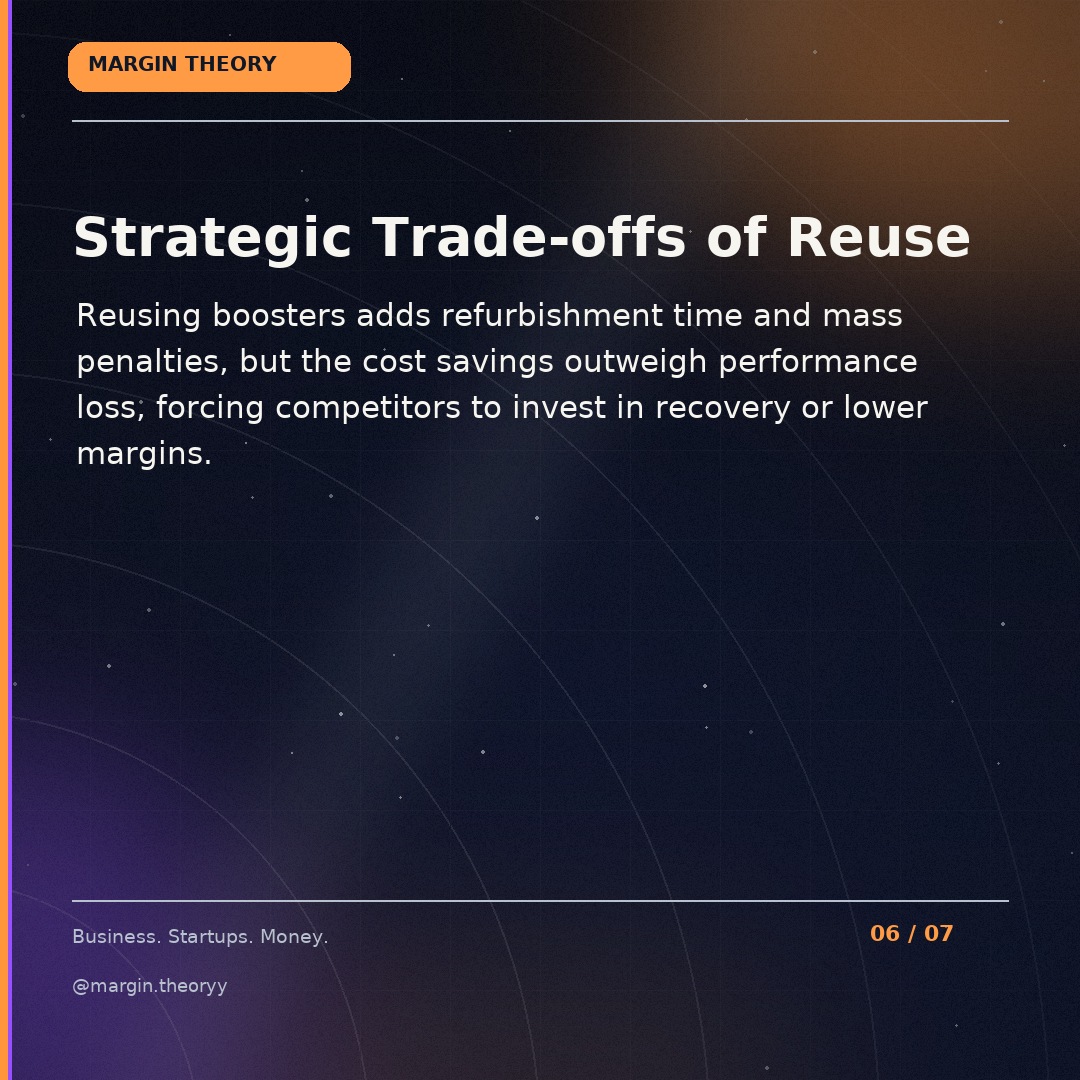 MARGIN THEORY
Strategic Trade-offs of Reuse
Reusing boosters adds refurbishment time and mass
penalties, but the cost savings outweigh performance
loss; forcing competitors to invest in recovery or lower
margins.
Business. Startups. Money.
06 / 07
@margin.theoryy